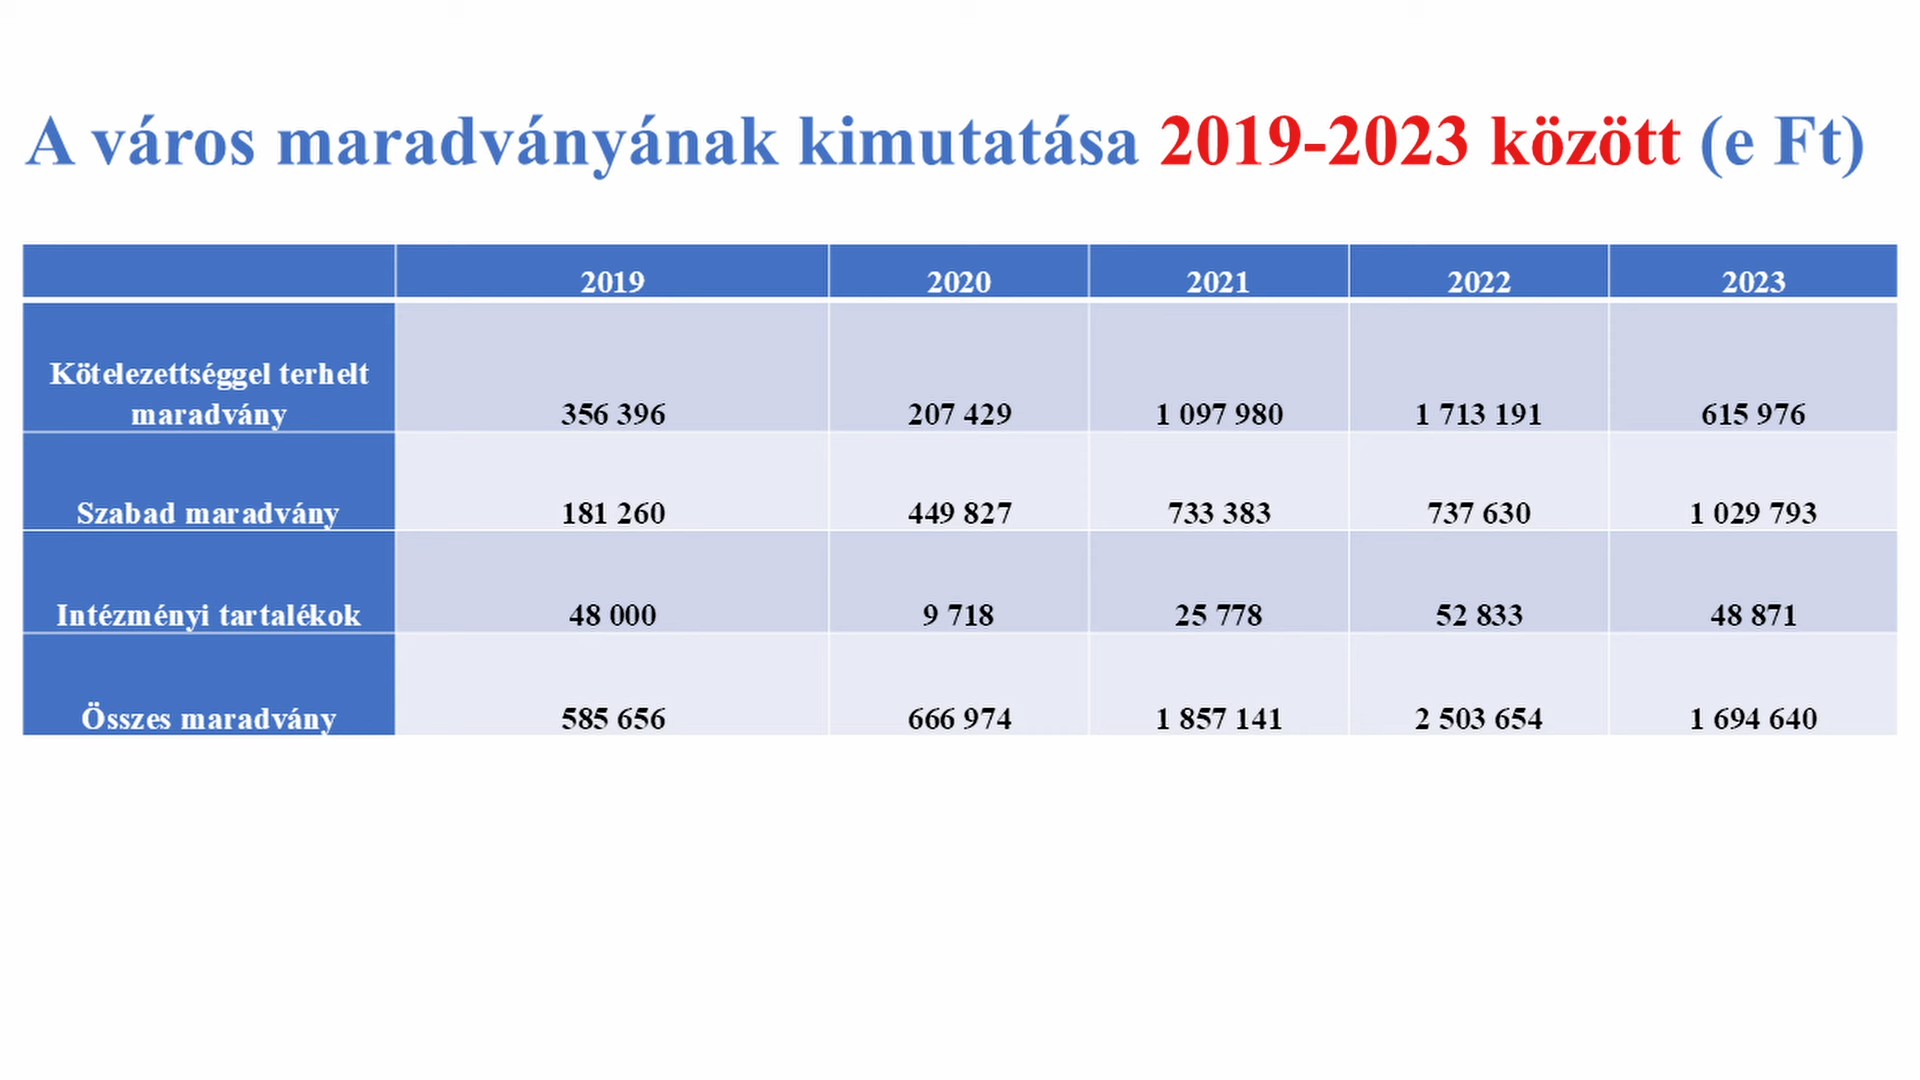 A város maradványának kimutatása 2019-2023 között (e Ft)
2019 2020 2021 2022 2023
Kötelezettséggel terhelt
maradvány 356 396 207 429 1 097 980 1 713 191 615 976
Szabad maradvány 181 260 449 827 733 383 737 630 1 029 793
Intézményi tartalékok 48 000 9 718 25 778 52 833 48 871
Összes maradvány 585 656 666 974 1 857 141 2 503 654 1 694 640